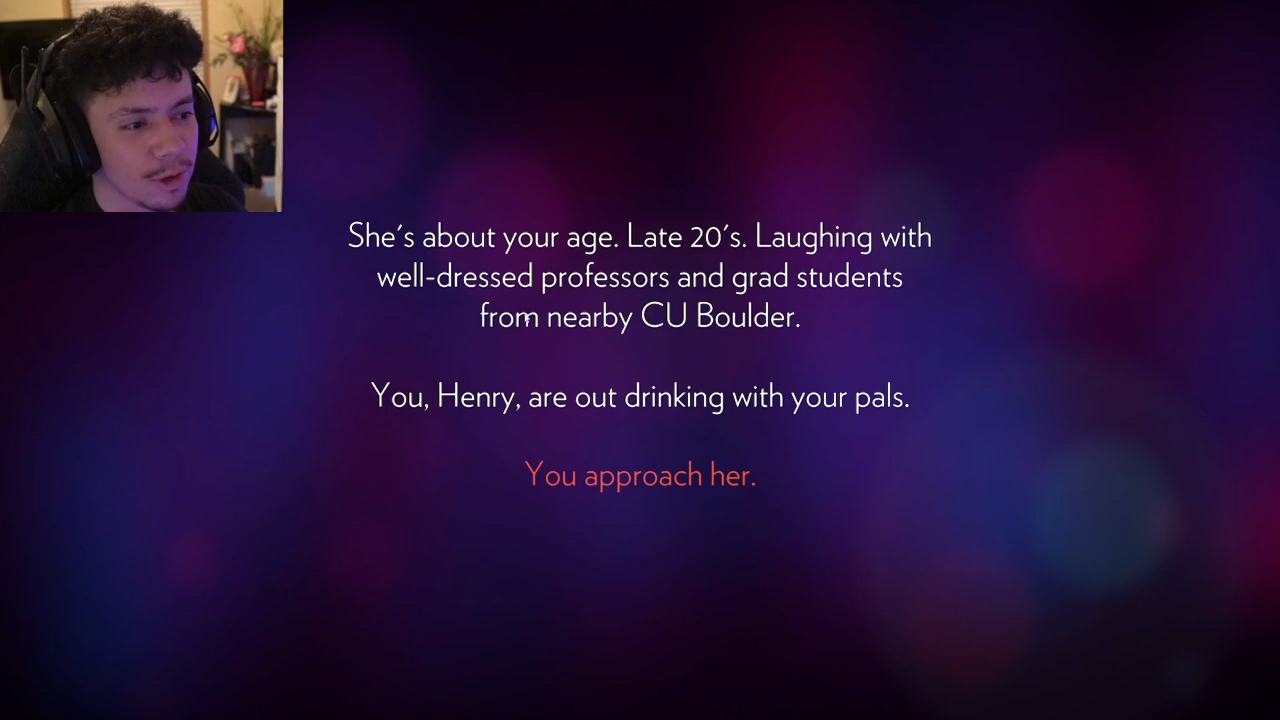 She's about your age. Late 20's. Laughing with
well-dressed professors and grad students
from nearby CU Boulder.
You, Henry, are out drinking with your pals.
You approach her.